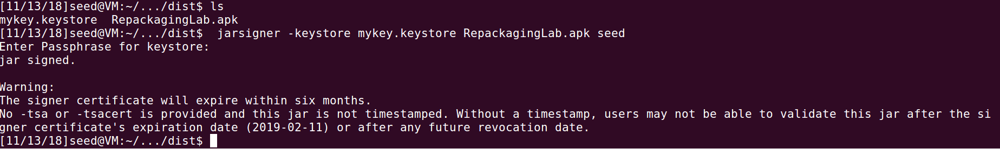 [11/13/18]seed@VM:~/.../dist$ ls
mykey.keystore  RepackagingLab.apk
[11/13/18]seed@VM:~/.../dist$  jarsigner -keystore mykey.keystore RepackagingLab.apk seed
Enter Passphrase for keystore:
jar signed.

Warning:
The signer certificate will expire within six months.
No -tsa or -tsacert is provided and this jar is not timestamped. Without a timestamp, users may not be able to validate this jar after the si
gner certificate's expiration date (2019-02-11) or after any future revocation date.
[11/13/18]seed@VM:~/.../dist$